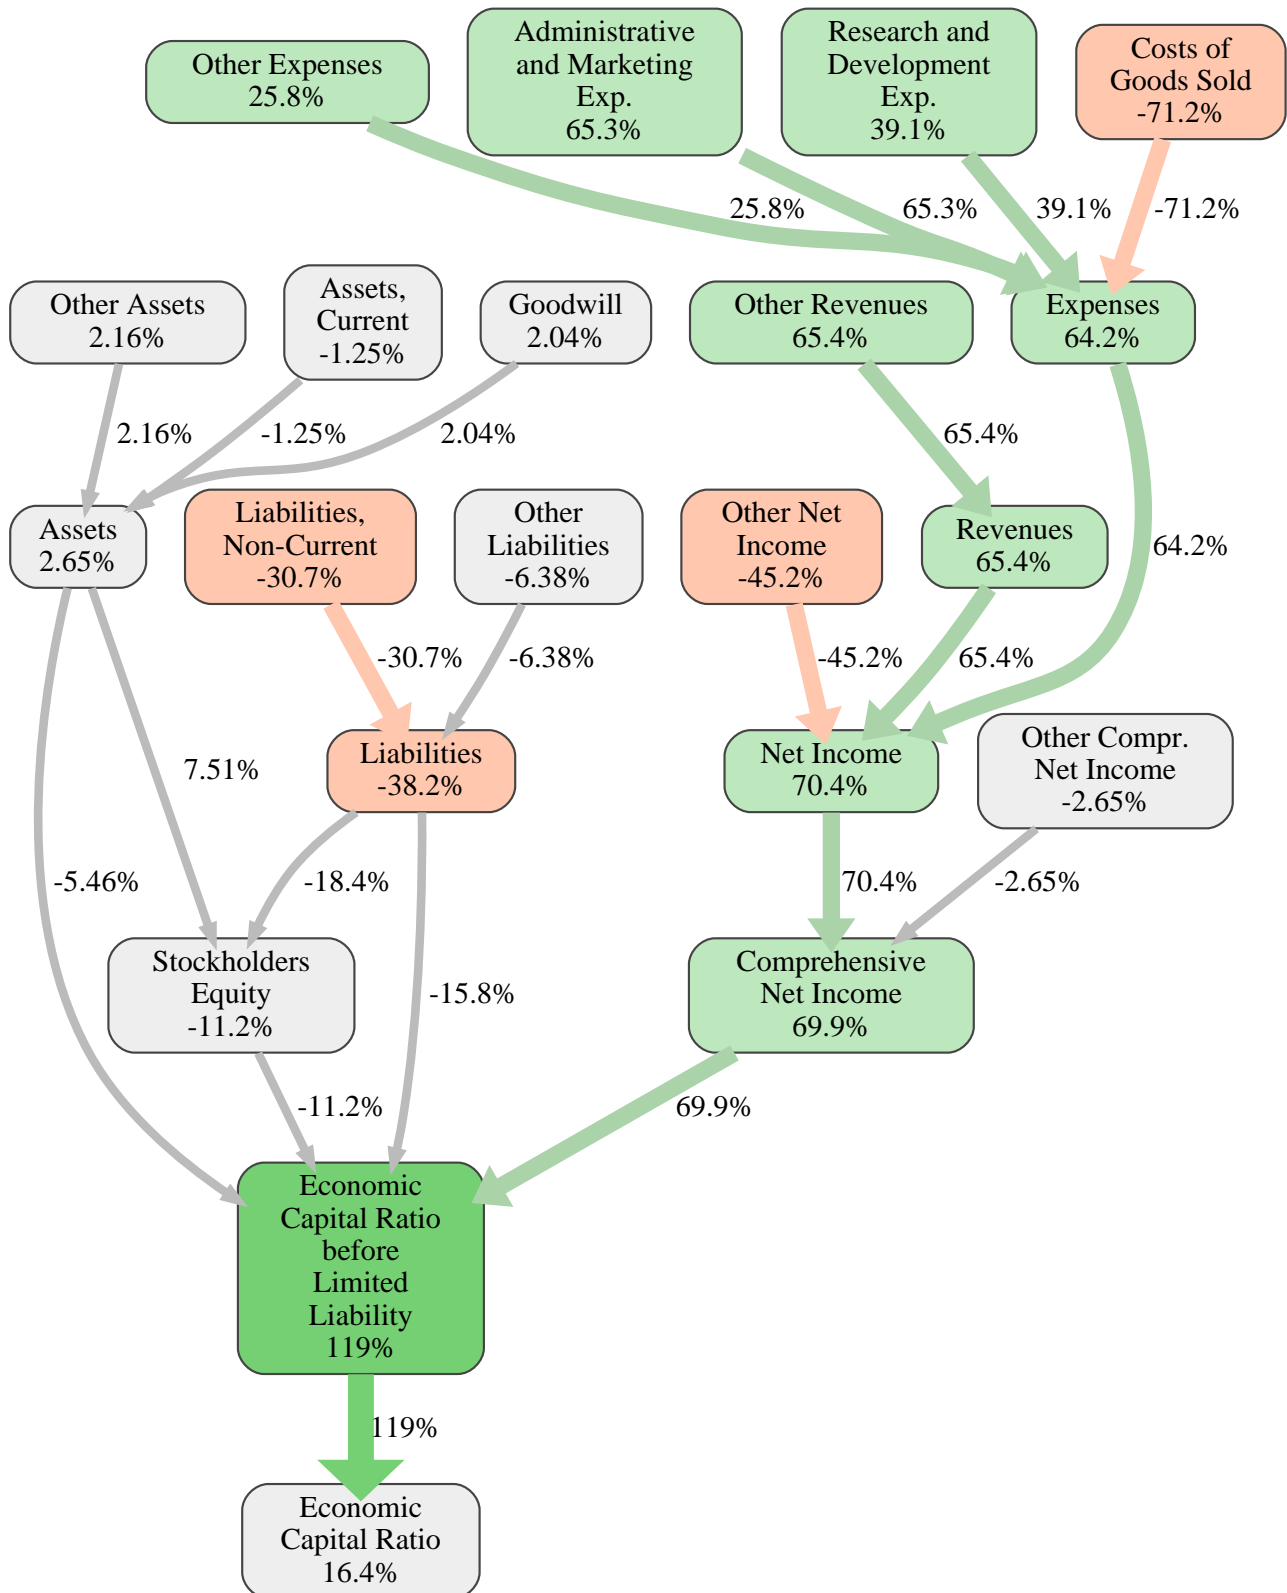 Other Expenses
25.8%
Administrative
and Marketing
Exp.
65.3%
Research and
Development
Exp.
39.1%
Costs of
Goods Sold
-71.2%
25.8%
65.3%
39.1%
-71.2%
Other Assets
2.16%
Assets,
Current
-1.25%
Goodwill
2.04%
Other Revenues
65.4%
Expenses
64.2%
2.16%
-1.25%
2.04%
65.4%
Assets
2.65%
Liabilities,
Non-Current
-30.7%
Other
Liabilities
-6.38%
Other Net
Income
-45.2%
Revenues
65.4%
64.2%
-30.7%
-6.38%
-45.2%
65.4%
7.51%
Liabilities
-38.2%
Net Income
70.4%
Other Compr.
Net Income
-2.65%
-5.46%
-18.4%
70.4%
-2.65%
Stockholders
Equity
-11.2%
-15.8%
Comprehensive
Net Income
69.9%
-11.2%
69.9%
Economic
Capital Ratio
before
Limited
Liability
119%
119%
Economic
Capital Ratio
16.4%